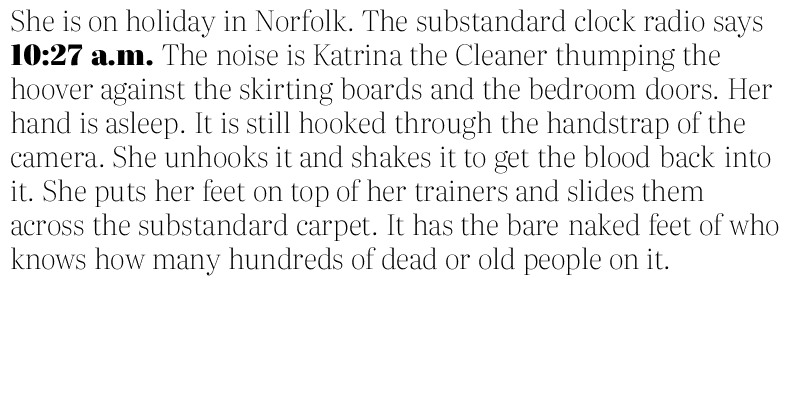 She is on holiday in Norfolk. The substandard clock radio says
10:27 a.m. The noise is Katrina the Cleaner thumping the
hoover against the skirting boards and the bedroom doors. Her
hand is asleep. It is still hooked through the handstrap of the
camera. She unhooks it and shakes it to get the blood back into
it. She puts her feet on top of her trainers and slides them
across the substandard carpet. It has the bare naked feet of who
knows how many hundreds of dead or old people on it.